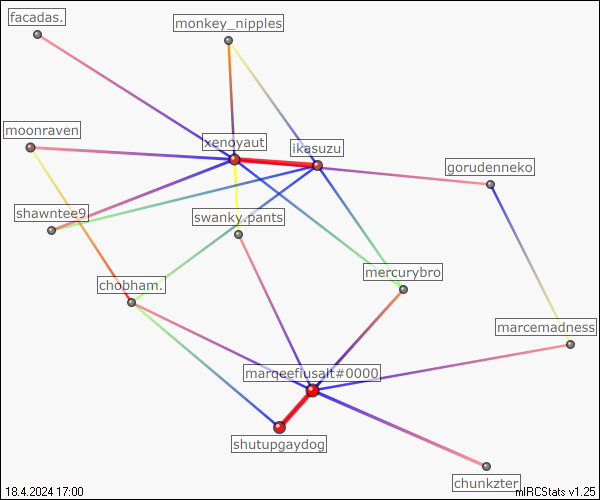 facadas.
monkey_nipples
moonraven
xenoyaut
ikasuzu
gorudenneko
shawntee9
swanky.pants
mercurybro
chobham.
marcemadness
marqeefiusalt#0000
shutupgaydog
chunkzter
18.4.2024 17:00
mIRCStats v1.25